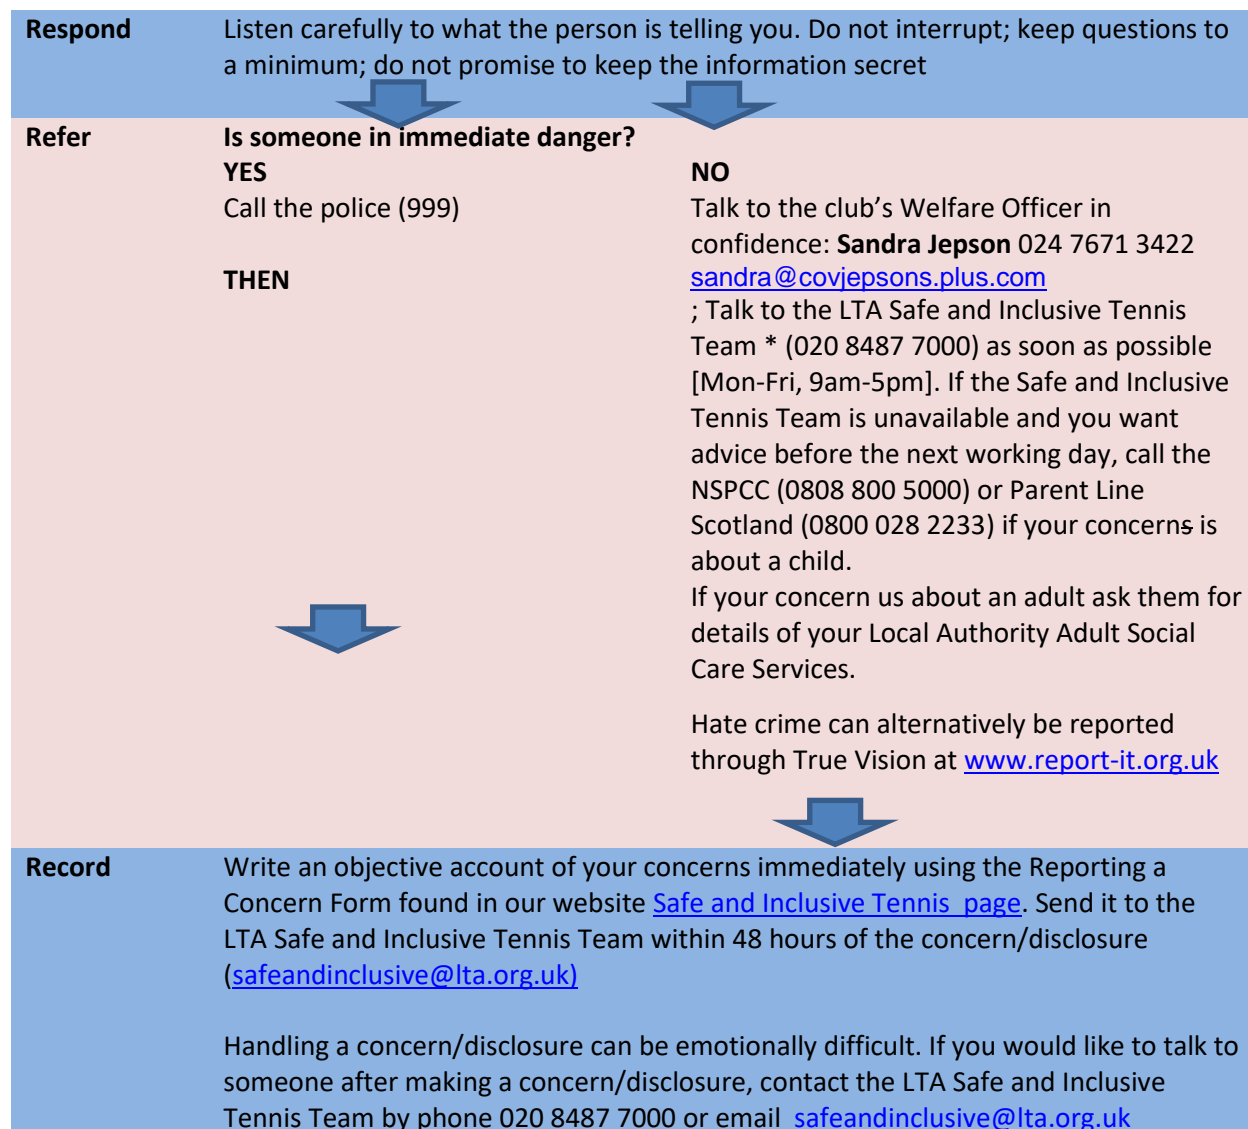 Respond Listen carefully to what the person is telling you. Do not interrupt; keep questions to
a minimum; do not promise to keep the information secret
Refer Is someone in immediate danger?
YES
Call the police (999)
THEN
NO
Talk to the club’s Welfare Officer in
confidence: Sandra Jepson 024 7671 3422
sandra@covjepsons.plus.com
; Talk to the LTA Safe and Inclusive Tennis
Team * (020 8487 7000) as soon as possible
[Mon-Fri, 9am-5pm]. If the Safe and Inclusive
Tennis Team is unavailable and you want
advice before the next working day, call the
NSPCC (0808 800 5000) or Parent Line
Scotland (0800 028 2233) if your concerns is
about a child.
If your concern us about an adult ask them for
details of your Local Authority Adult Social
Care Services.
Hate crime can alternatively be reported
through True Vision at www.report-it.org.uk
Record Write an objective account of your concerns immediately using the Reporting a
Concern Form found in our website Safe and Inclusive Tennis page. Send it to the
LTA Safe and Inclusive Tennis Team within 48 hours of the concern/disclosure
(safeandinclusive@lta.org.uk)
Handling a concern/disclosure can be emotionally difficult. If you would like to talk to
someone after making a concern/disclosure, contact the LTA Safe and Inclusive
Tennis Team by phone 020 8487 7000 or email safeandinclusive@lta.org.uk